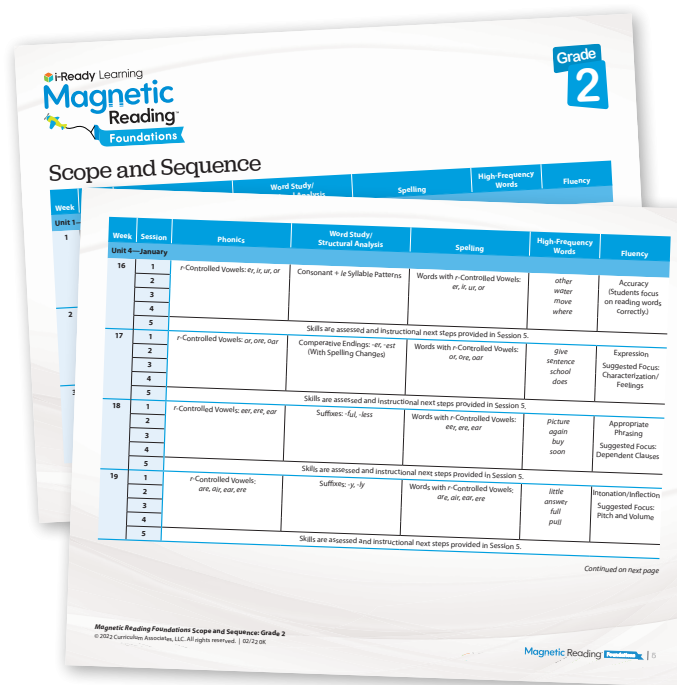 i-Ready Learning
Magnetic
Reading™
Foundations
Grade
2
Scope and Sequence
Week
Word Study/
Spelling
High-Frequency
Words
Fluency
Unit 1—
1
2
3
Week Session Phonics Word Study/ Structural Analysis Spelling High-Frequency Words Fluency
Unit 4—January
16 1 r-Controlled Vowels: er, ir, ur, or Consonant + le Syllable Patterns Words with r-Controlled Vowels: other Accuracy
2 er, ir, ur, or water (Students focus
3 move on reading words
4 where correctly.)
5 Skills are assessed and instructional next steps provided in Session 5.
17 1 r-Controlled Vowels: or, ore, oar Comperative Endings: -er, -est Words with r-Controlled Vowels: give Expression
2 (With Spelling Changes) or, ore, oar sentence Suggested Focus:
3 school Characterization/
4 does Feelings
5 Skills are assessed and instructional next steps provided in Session 5.
18 1 r-Controlled Vowels: eer, ere, ear Suffixes: -ful, -less Words with r-Controlled Vowels: picture Appropriate
2 eer, ere, ear again Phrasing
3 buy Suggested Focus:
4 soon Dependent Clauses
5 Skills are assessed and instructional next steps provided in Session 5.
19 1 r-Controlled Vowels: Suffixes: -y, -ly Words with r-Controlled Vowels: little Intonation/Inflection
2 are, air, ear, ere are, air, ear, ere answer Suggested Focus:
3 full Pitch and Volume
4 pull
5 Skills are assessed and instructional next steps provided in Session 5.
Continued on next page
Magnetic Reading Foundations Scope and Sequence: Grade 2
© 2022 Curriculum Associates, LLC. All rights reserved. | 02/22 0K
Magnetic Reading | 8